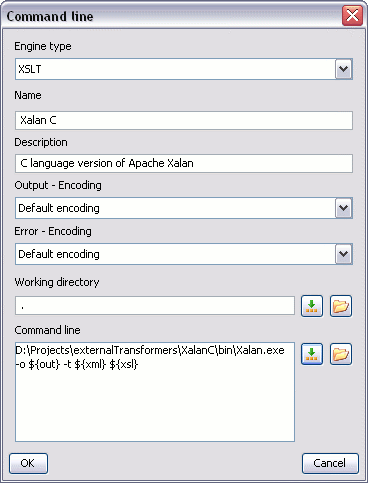 Command line
Engine type
XSLT
Name
Xalan C
Description
C language version of Apache Xalan
Output - Encoding
Default encoding
Error - Encoding
Default encoding
Working directory
.
Command line
D:\Projects\externalTransformers\XalanC\bin\Xalan.exe
-o ${out} -t ${xml} ${xsl}
OK
Cancel